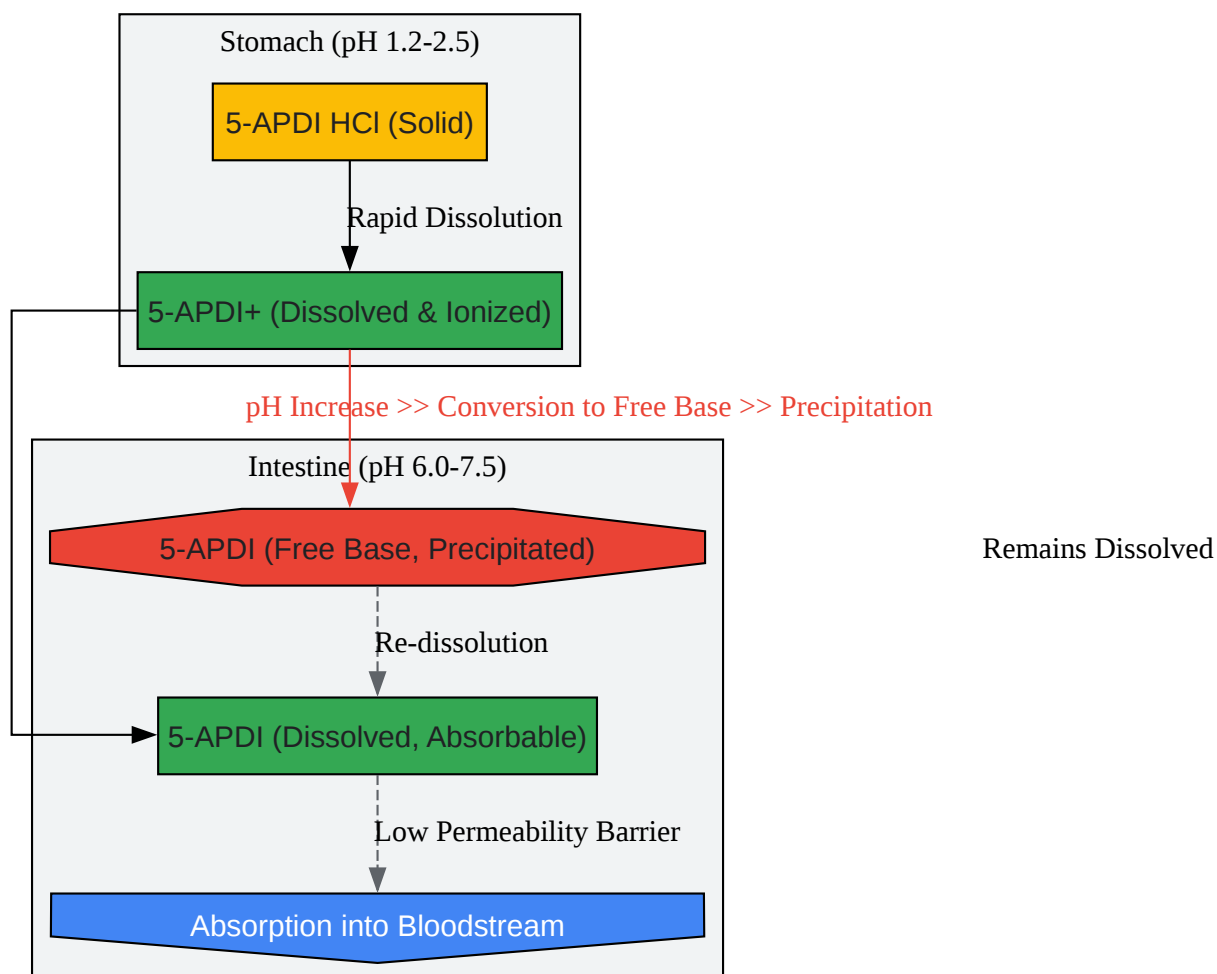 Stomach (pH 1.2-2.5)
5-APDI HCl (Solid)
Rapid Dissolution
5-APDI+ (Dissolved & Ionized)
pH Increase >> Conversion to Free Base >> Precipitation
Intestine (pH 6.0-7.5)
5-APDI (Free Base, Precipitated)
Remains Dissolved
Re-dissolution
5-APDI (Dissolved, Absorbable)
Low Permeability Barrier
Absorption into Bloodstream